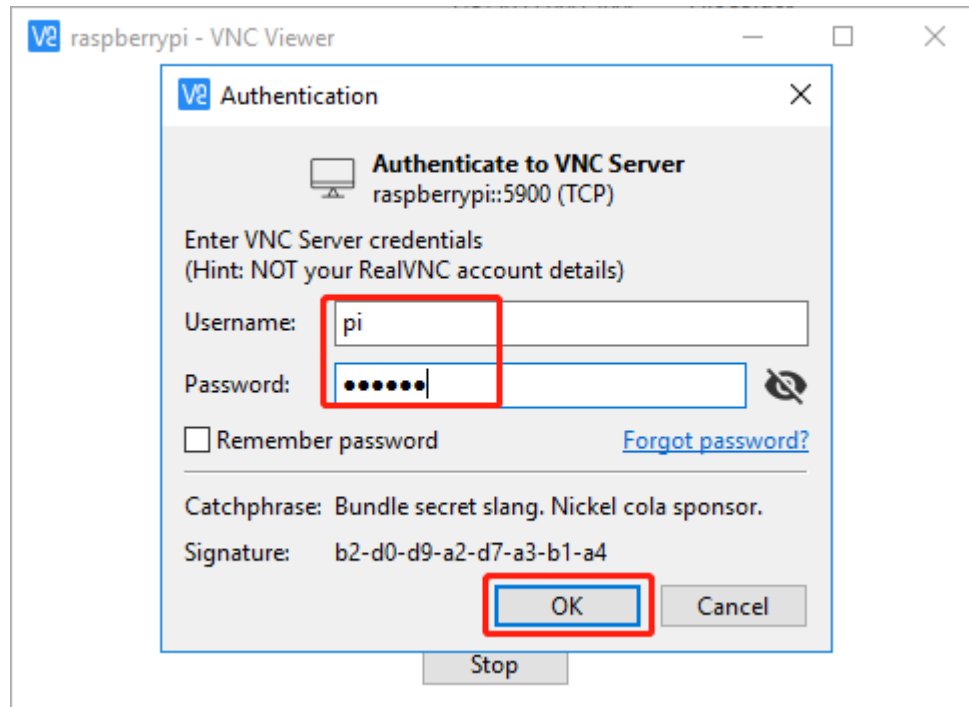 raspberrypi - VNC Viewer
Authentication
Authenticate to VNC Server
raspberrypi::5900 (TCP)
Enter VNC Server credentials
(Hint: NOT your RealVNC account details)
Username: pi
Password: ●●●●●●
Remember password Forgot password?
Catchphrase: Bundle secret slang. Nickel cola sponsor.
Signature: b2-d0-d9-a2-d7-a3-b1-a4
OK Cancel
Stop